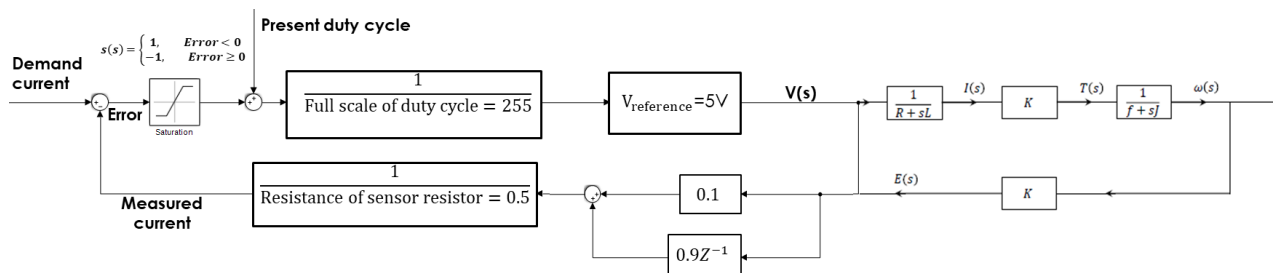 Present duty cycle
s(s) = { 1, Error < 0
−1, Error ≥ 0
Demand
current
+
−
Error
Saturation
+
+
1
Full scale of duty cycle = 255
V reference =5V
V(s)
1
R + sL
I(s)
K
T(s)
1
f + sJ
ω(s)
E(s)
K
0.1
0.9Z⁻¹
+
+
1
Resistance of sensor resistor = 0.5
Measured
current